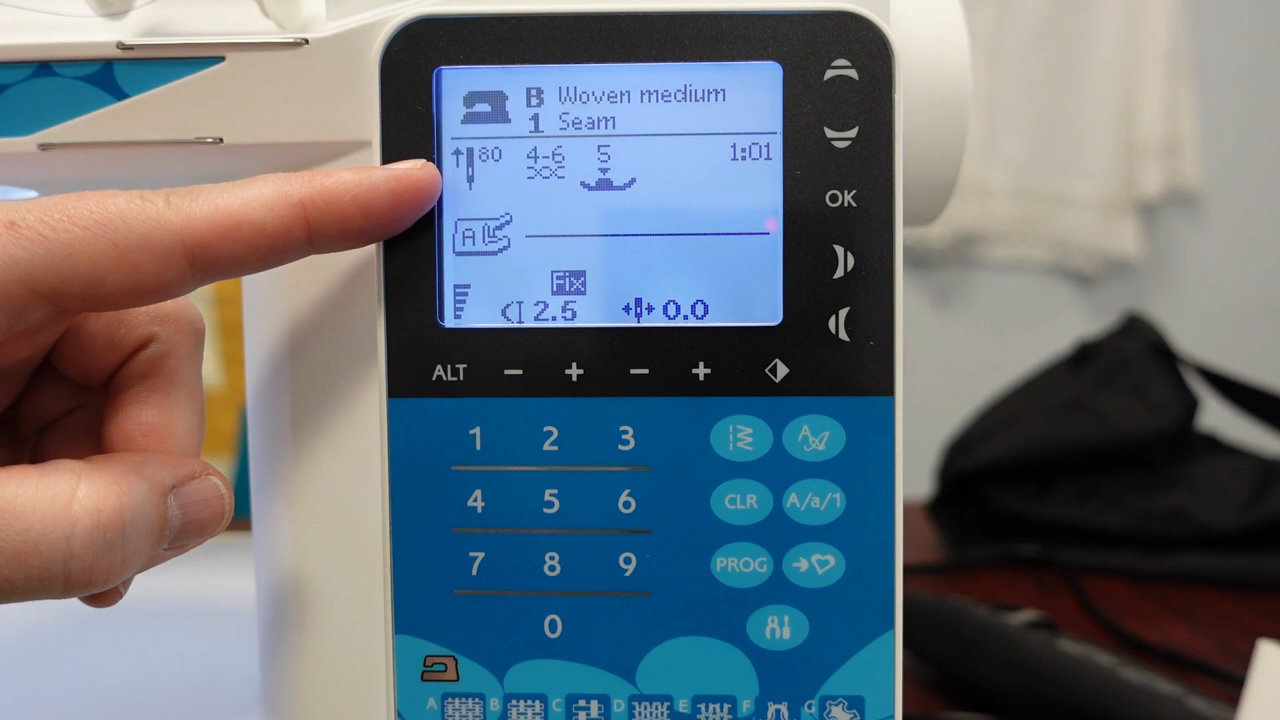 B Woven medium
1 Seam
80 4-6 5 1:01
A
Fix
2.5 0.0
OK
ALT - + - +
1 2 3
4 5 6 CLR A/a/1
7 8 9 PROG
0
A B C D E F G